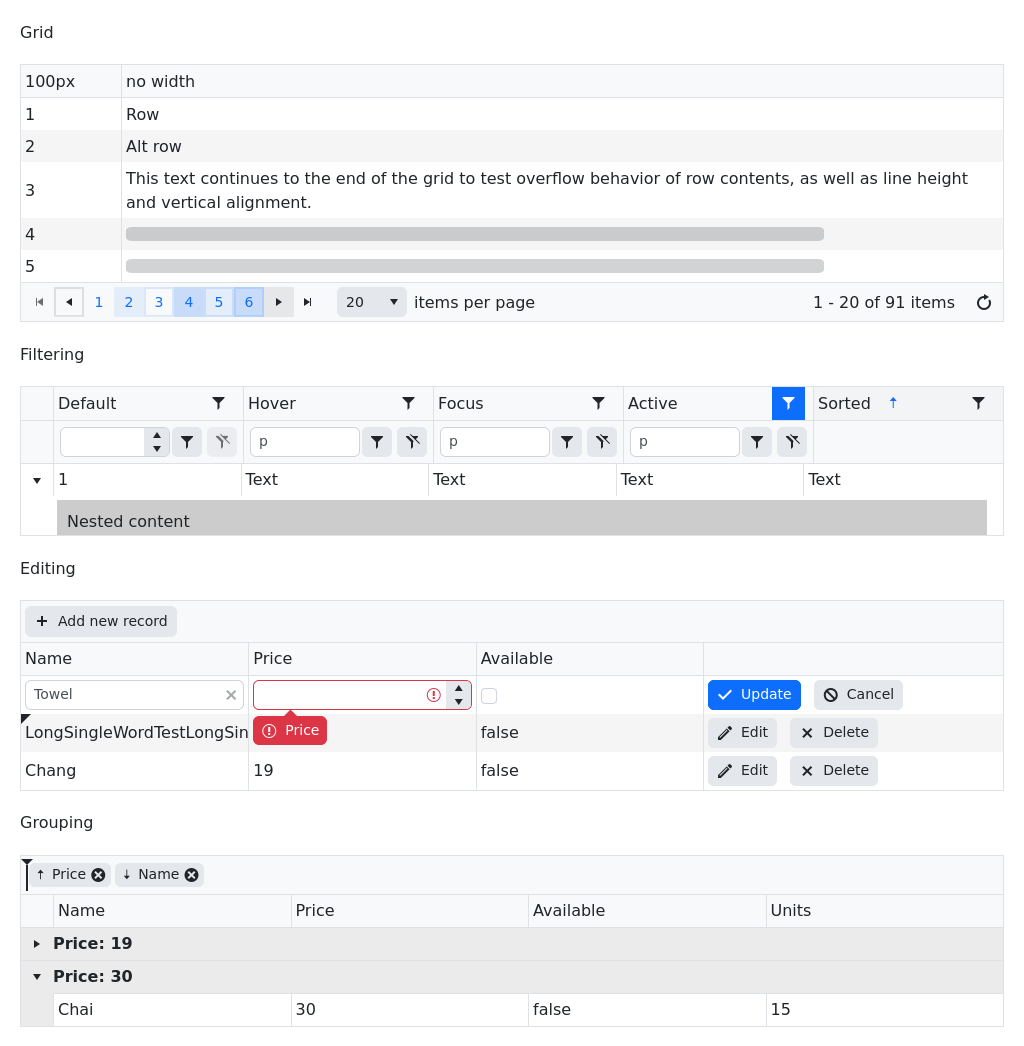 Grid
100px no width
1 Row
2 Alt row
3 This text continues to the end of the grid to test overflow behavior of row contents, as well as line height
and vertical alignment.
4
5
1 2 3 4 5 6 20 items per page 1 - 20 of 91 items
Filtering
Default Hover Focus Active Sorted
p p p
1 Text Text Text Text
Nested content
Editing
Add new record
Name Price Available
Towel Update Cancel
LongSingleWordTestLongSin Price false Edit Delete
Chang 19 false Edit Delete
Grouping
Price Name
Name Price Available Units
Price: 19
Price: 30
Chai 30 false 15